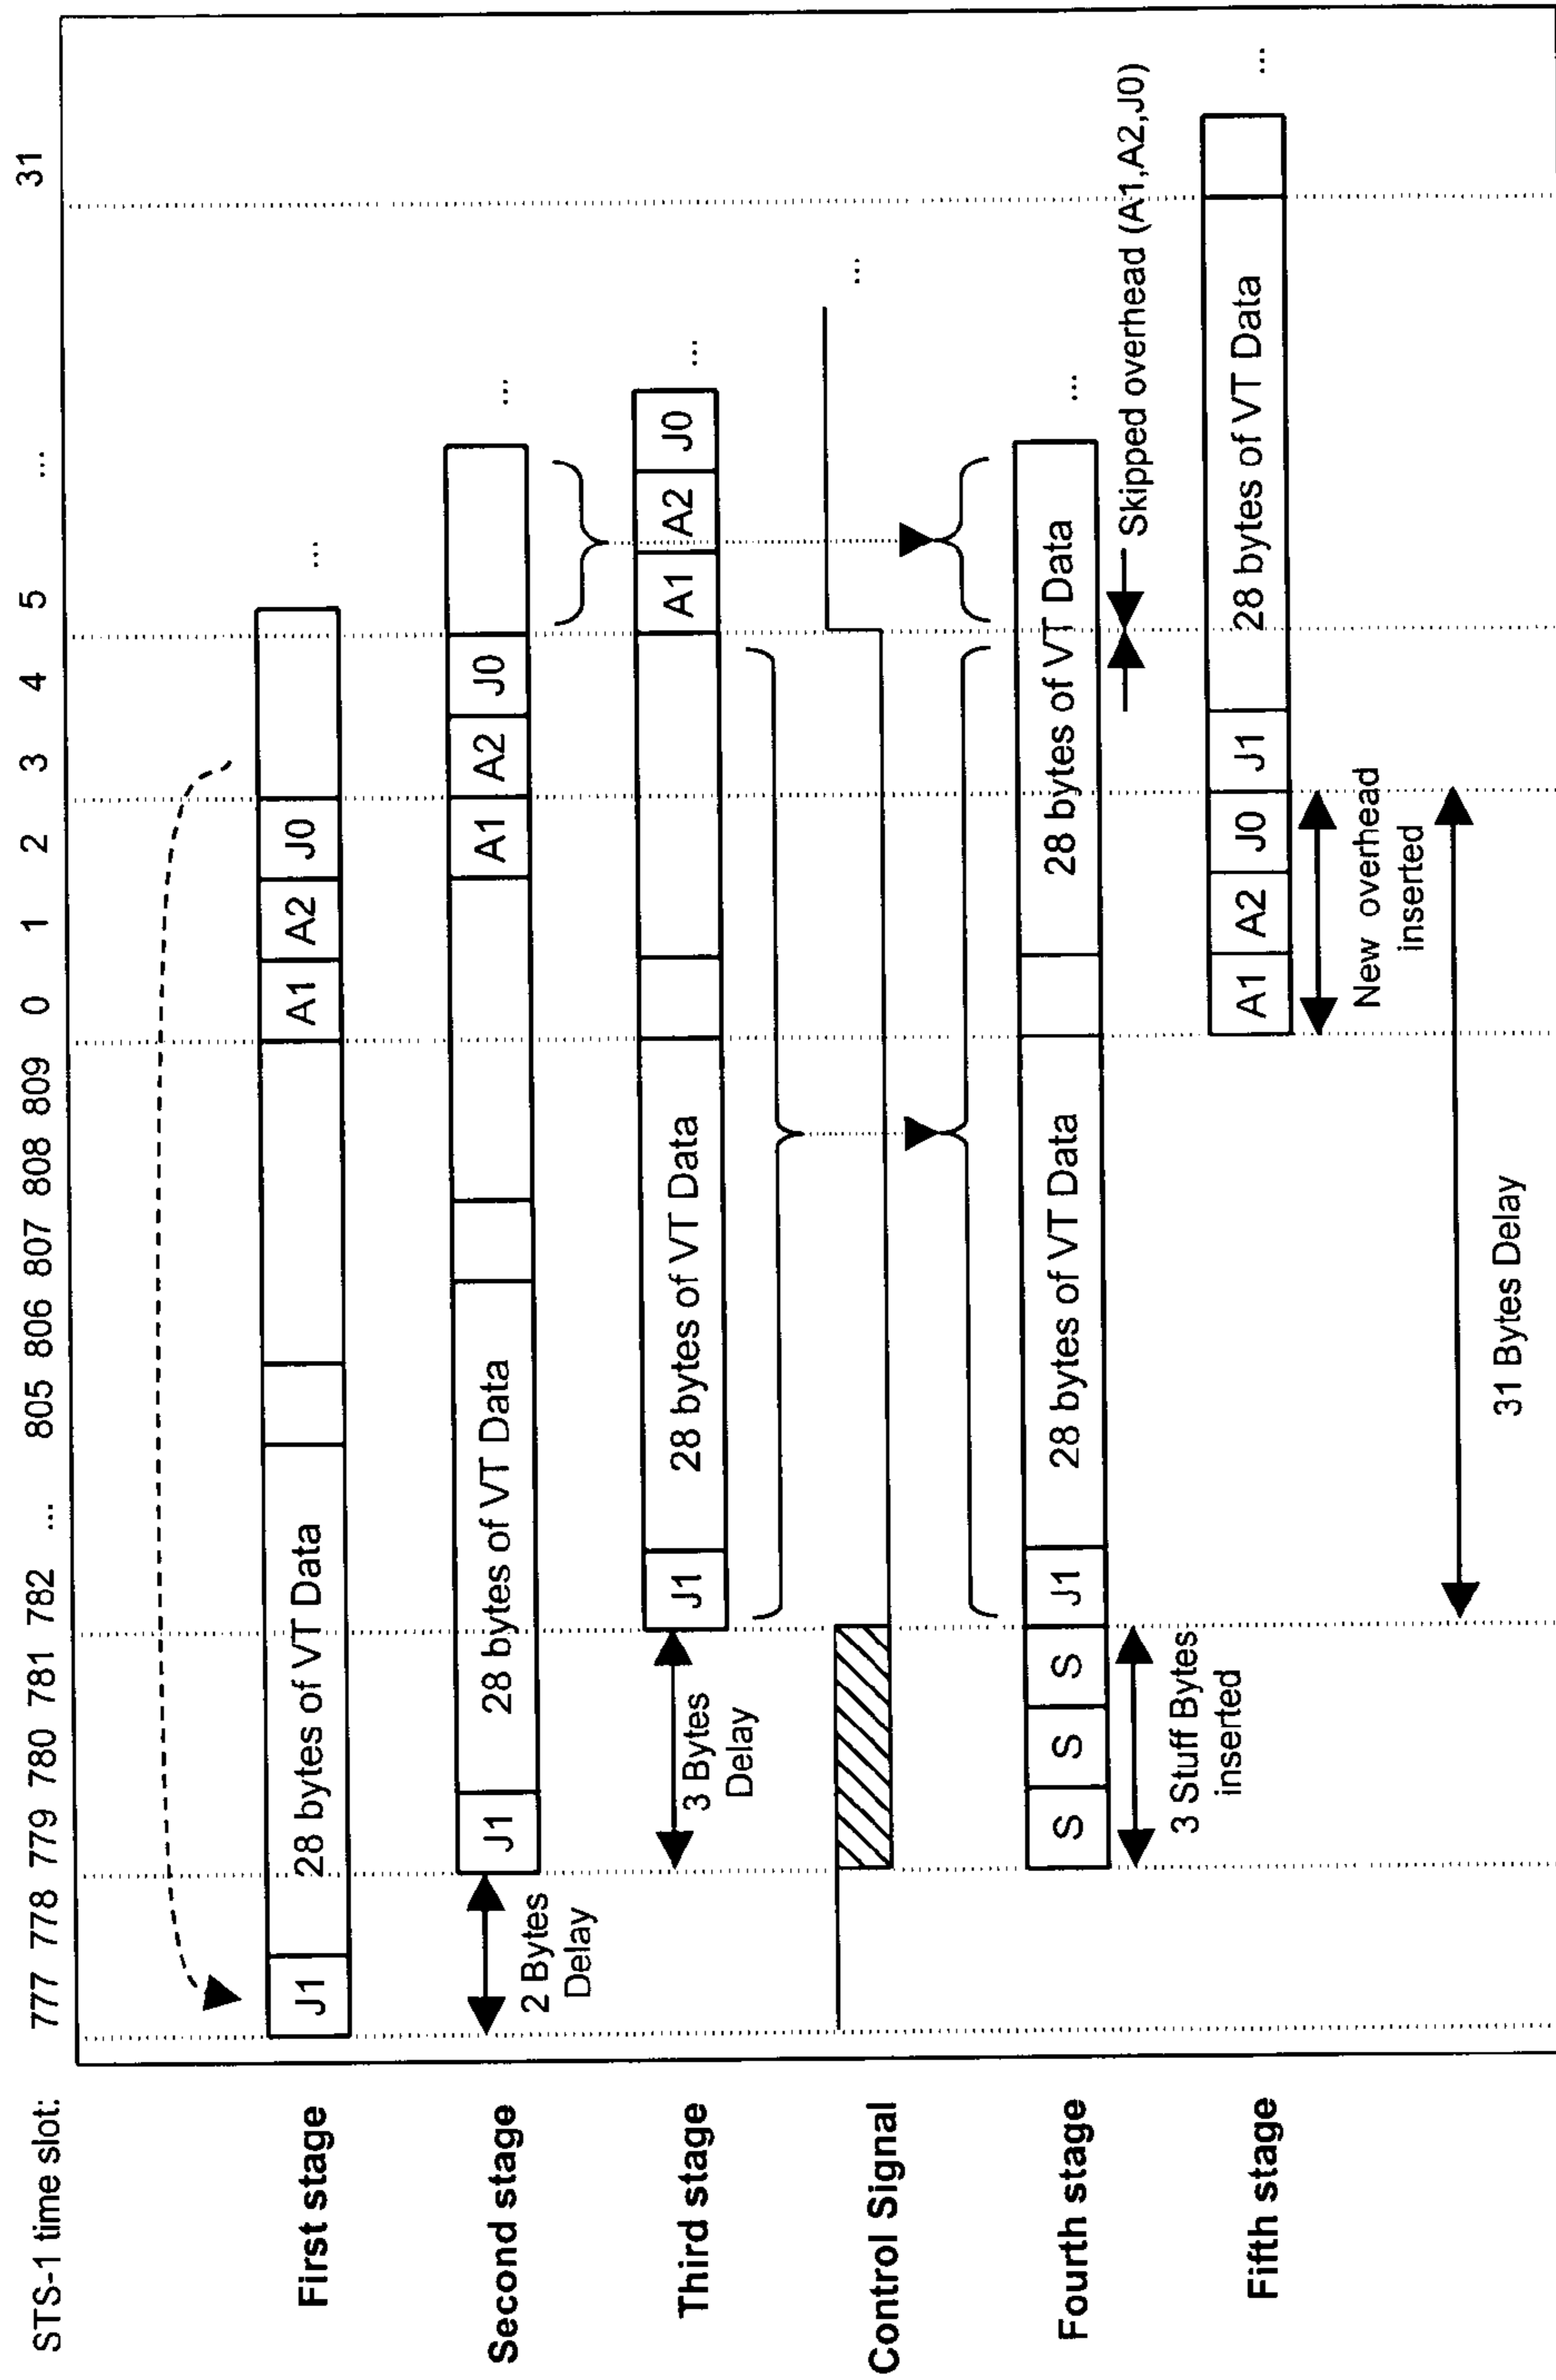 STS-1 time slot: 777 778 779 780 781 782 ... 805 806 807 808 809 0 1 2 3 4 5 ... 31
First stage J1 28 bytes of VT Data A1 A2 J0 ...
Second stage J1 28 bytes of VT Data A1 A2 J0 ...
2 Bytes
Delay
Third stage J1 28 bytes of VT Data A1 A2 J0 ...
3 Bytes
Delay
Control Signal ...
Fourth stage S S S J1 28 bytes of VT Data 28 bytes of VT Data ...
3 Stuff Bytes
inserted
Skipped overhead (A1,A2,J0)
Fifth stage A1 A2 J0 J1 28 bytes of VT Data ...
New overhead
inserted
31 Bytes Delay